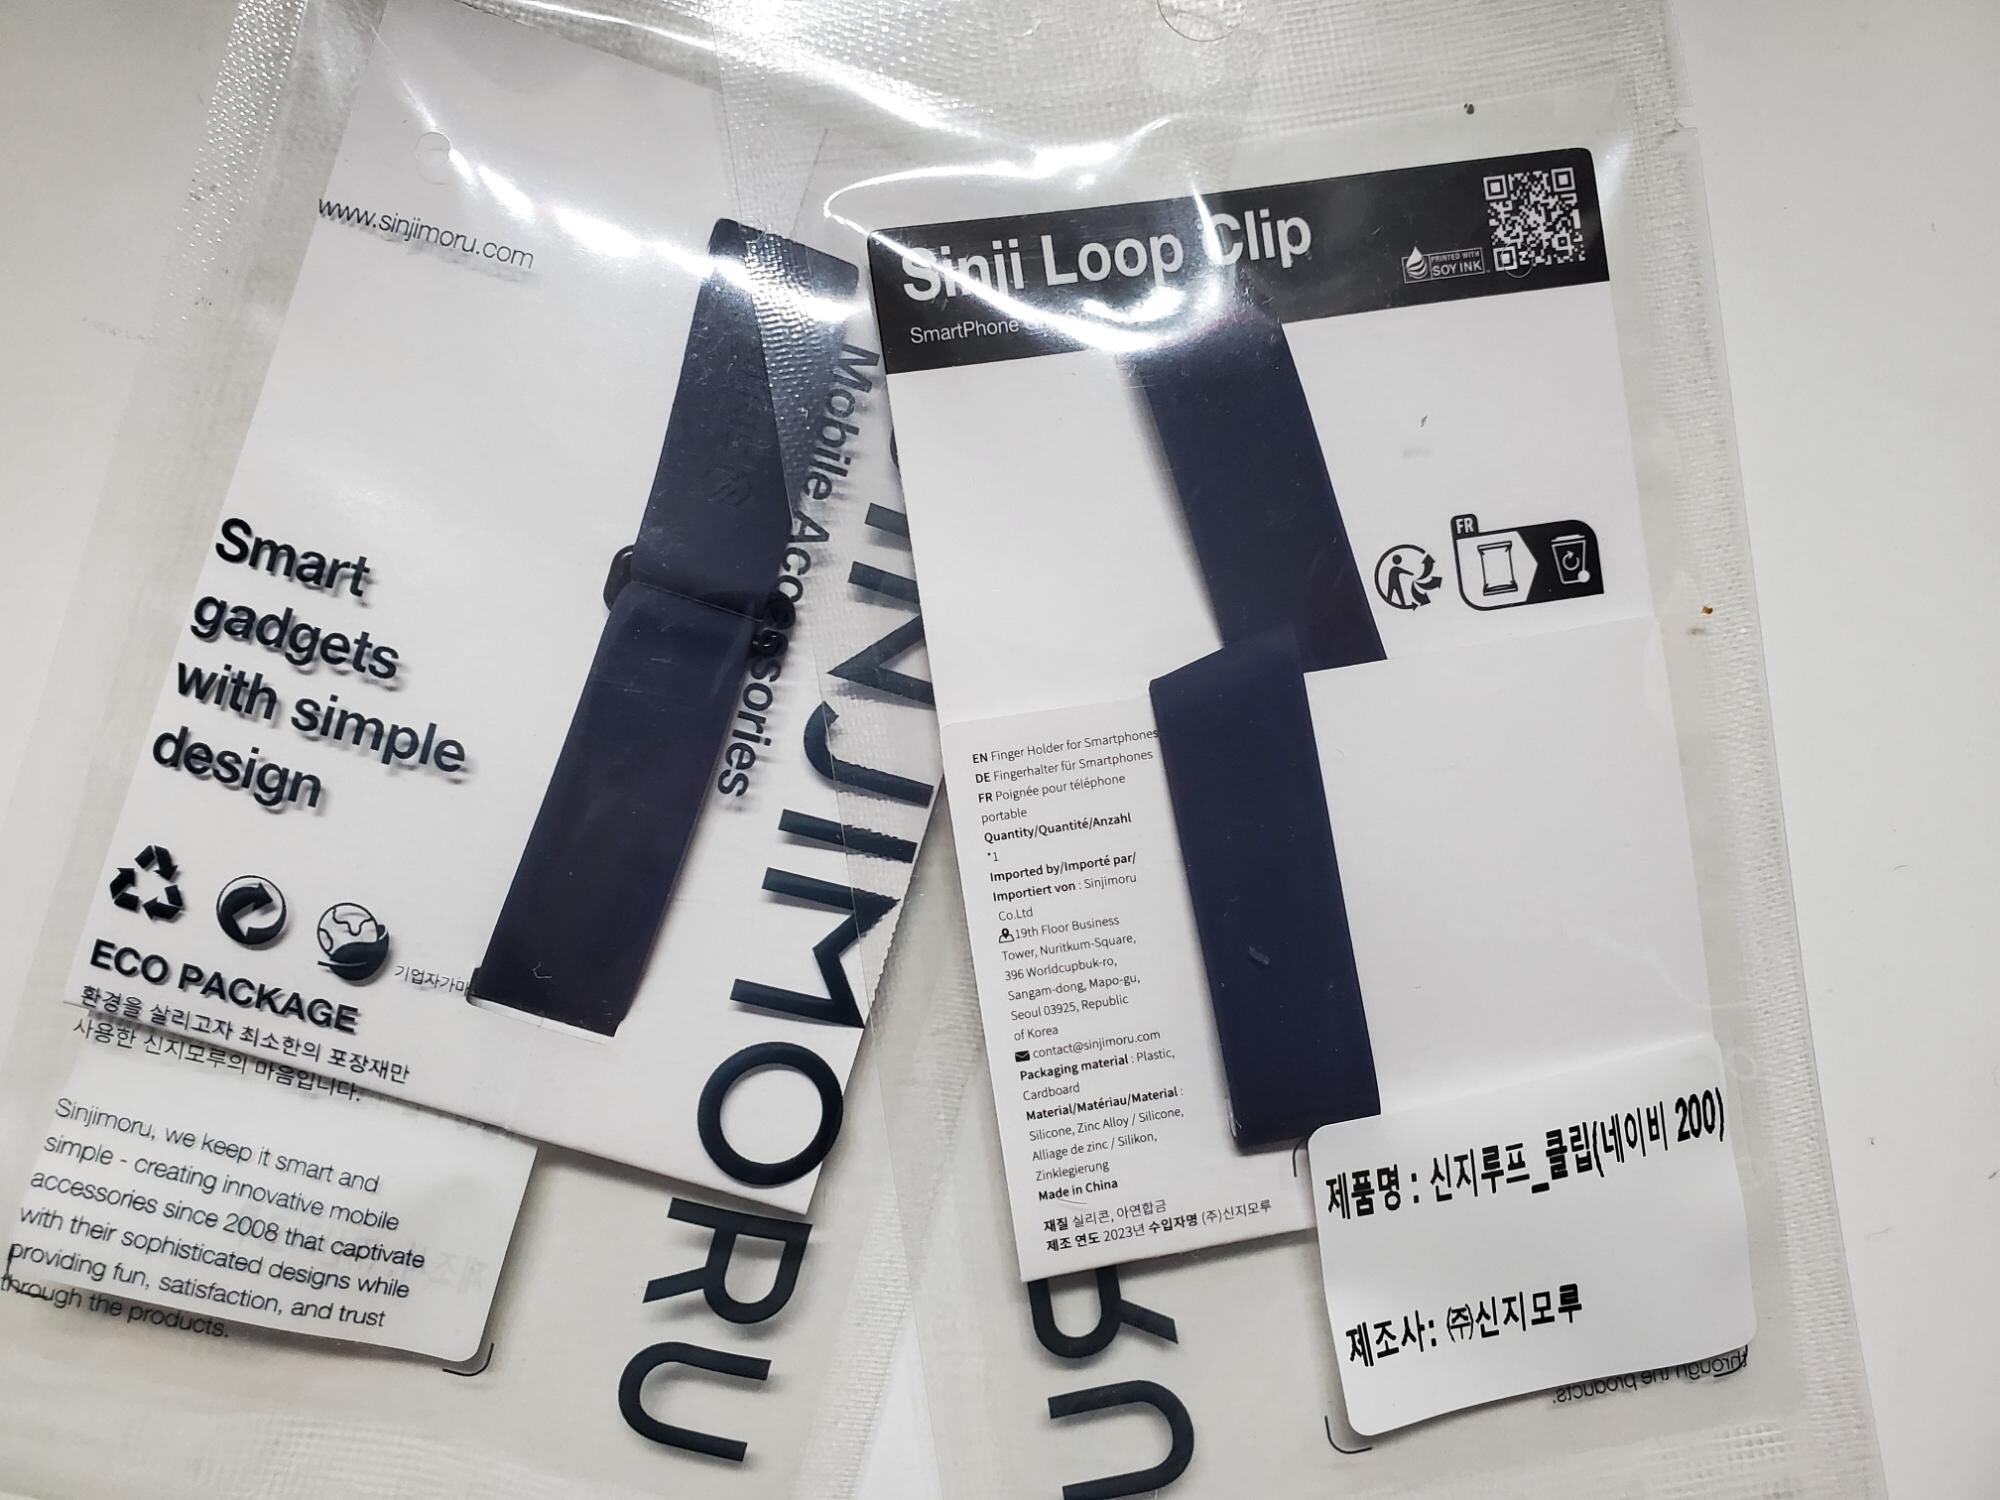 www.sinjimoru.com
Smart
gadgets
with simple
design
ECO PACKAGE
환경을 살리고자 최소한의 포장재만
사용한 신지모루의 마음입니다.
기업자가마
Sinjimoru, we keep it smart and
simple - creating innovative mobile
accessories since 2008 that captivate
with their sophisticated designs while
providing fun, satisfaction, and trust
through the products.
Mobile Accessories
SINJIMORU
Sinji Loop Clip
SmartPhone
PRINTED WITH
SOY INK
FR
EN Finger Holder for Smartphones
DE Fingerhalter für Smartphones
FR Poignée pour téléphone
portable
Quantity/Quantité/Anzahl
*1
Imported by/Importé par/
Importiert von : Sinjimoru
Co.Ltd
19th Floor Business
Tower, Nuritkum-Square,
396 Worldcupbuk-ro,
Sangam-dong, Mapo-gu,
Seoul 03925, Republic
of Korea
contact@sinjimoru.com
Packaging material : Plastic,
Cardboard
Material/Matériau/Material :
Silicone, Zinc Alloy / Silicone,
Alliage de zinc / Silikon,
Zinklegierung
Made in China
재질 실리콘, 아연합금
제조 연도 2023년 수입자명 (주)신지모루
제품명 : 신지루프_클립(네이비 200)
제조사: ㈜신지모루
through the products.